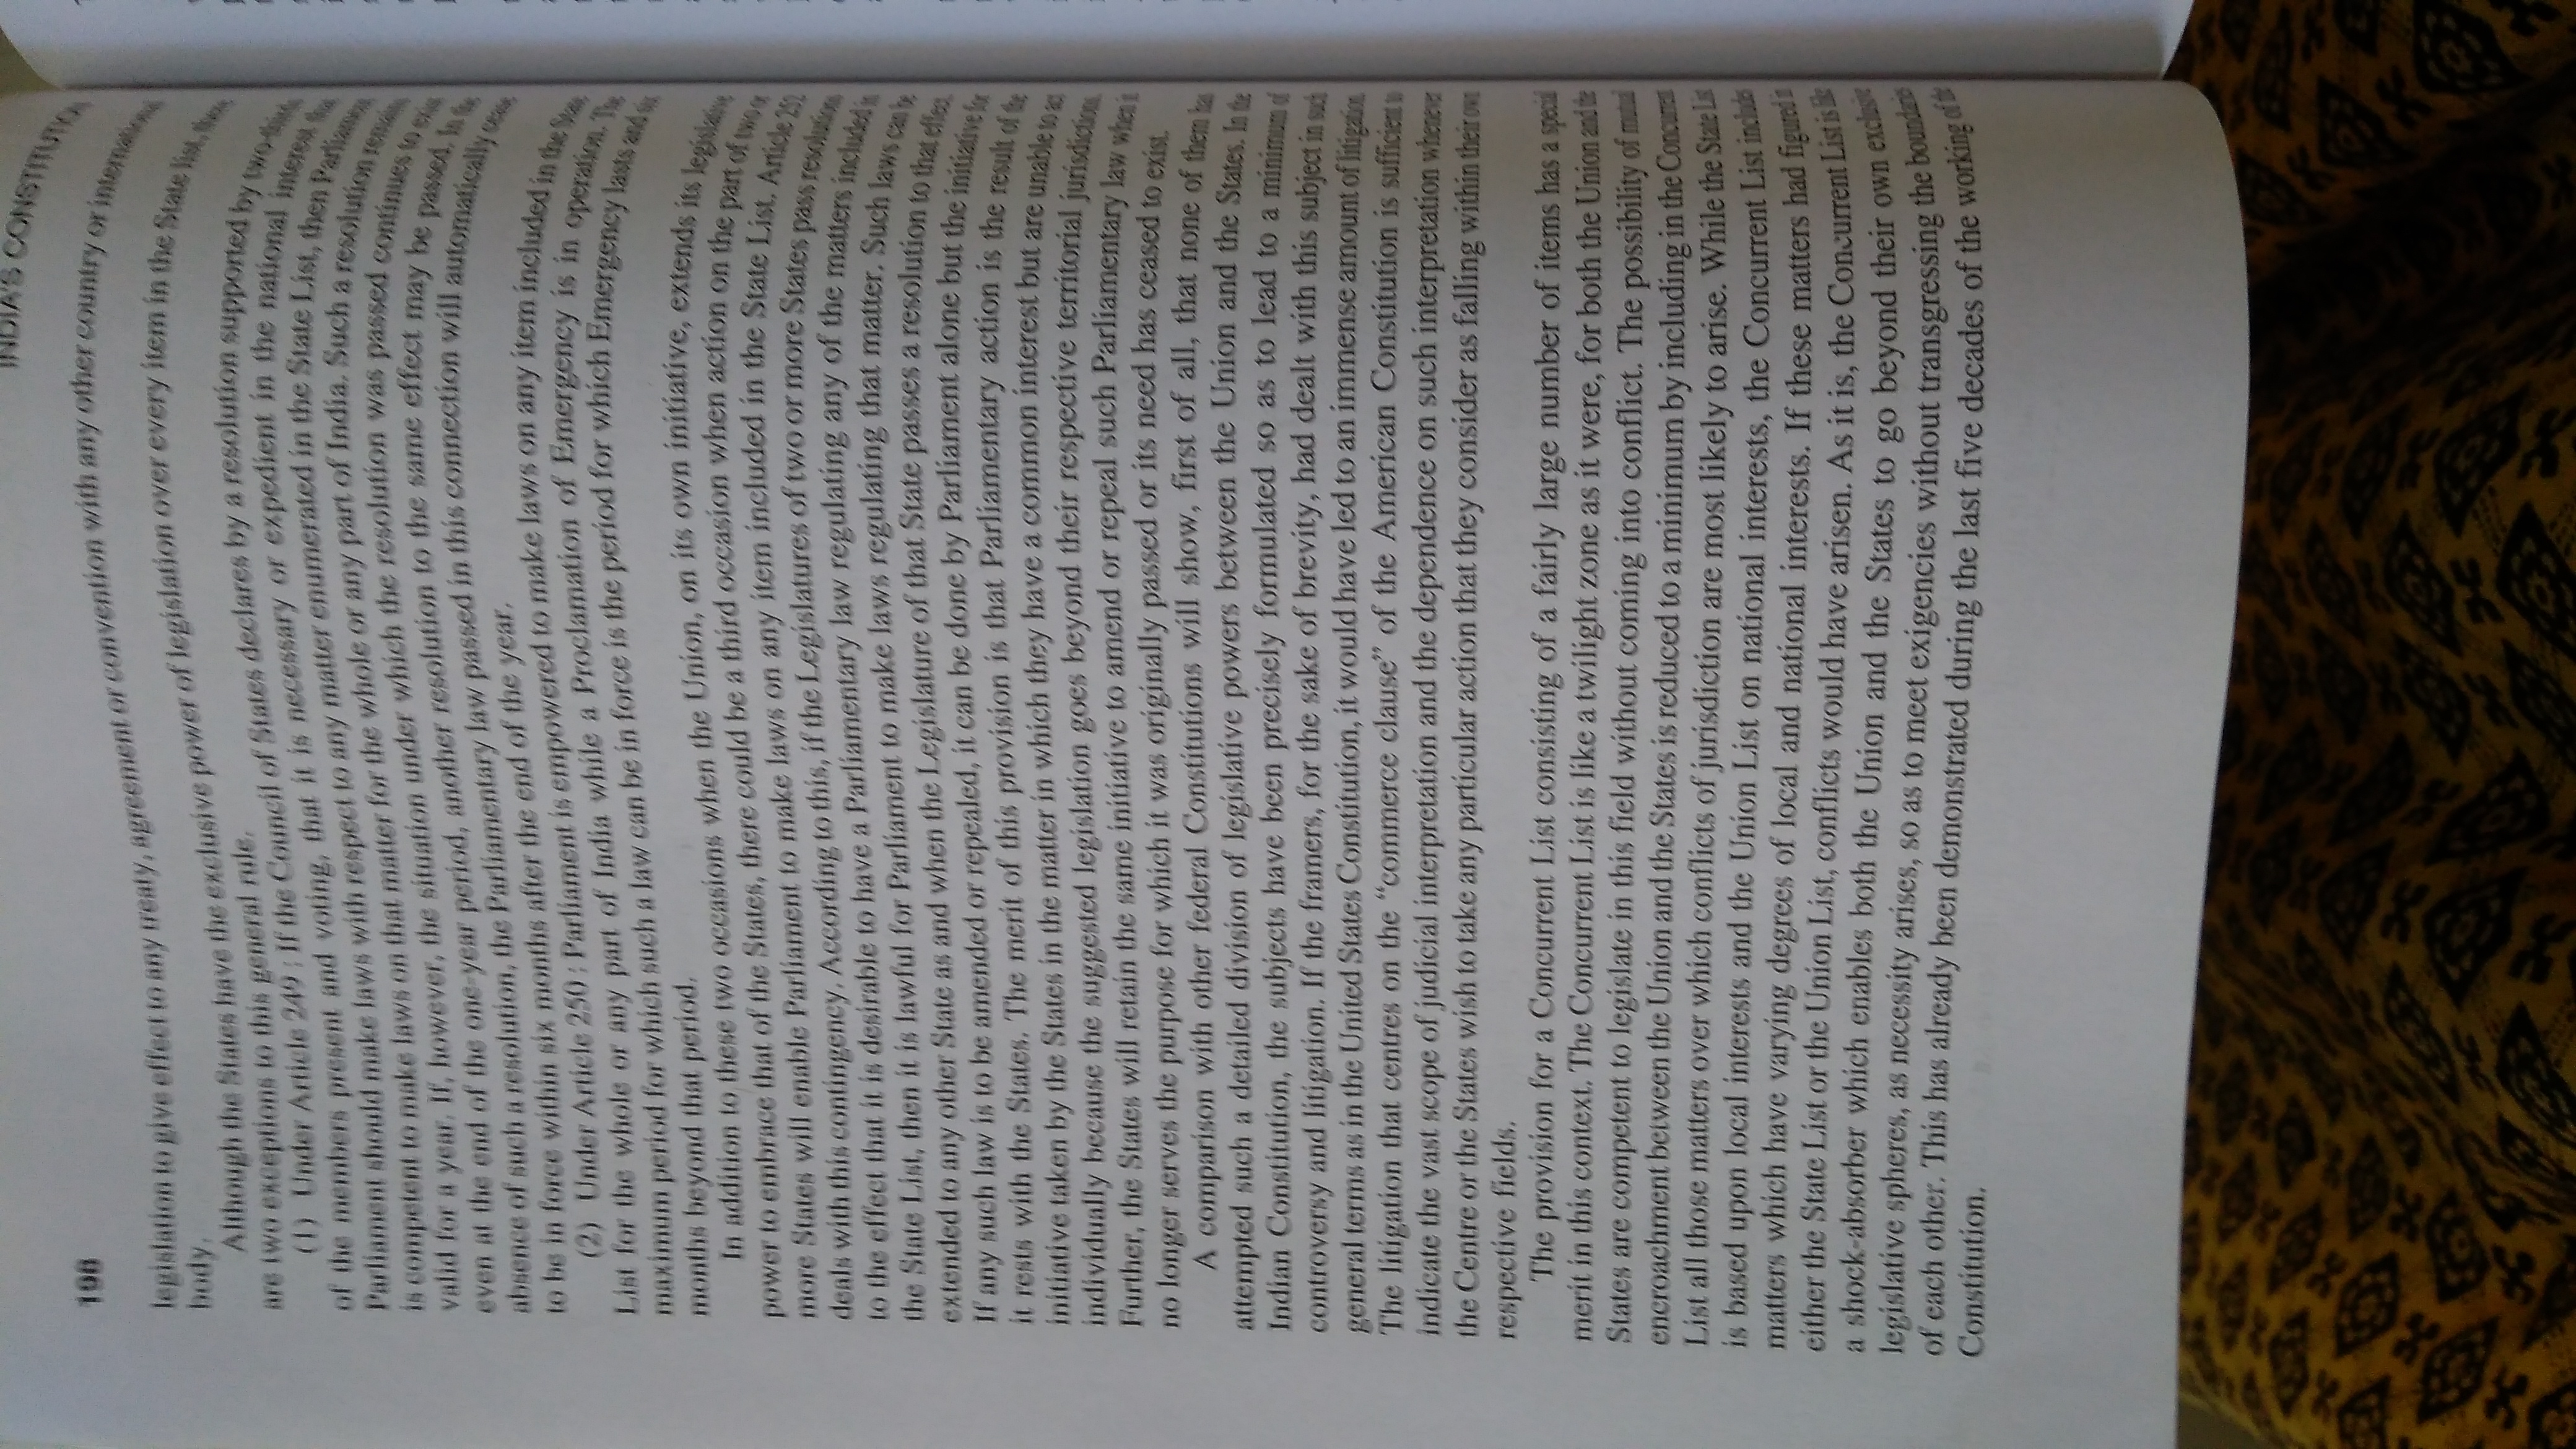 198
INDIA'S CONSTITUTION
legislation to give effect to any treaty, agreement or convention with any other country or international
body.
Although the States have the exclusive power of legislation over every item in the State list, there
are two exceptions to this general rule.
(1) Under Article 249 : If the Council of States declares by a resolution supported by two-thirds
of the members present and voting, that it is necessary or expedient in the national interest that
Parliament should make laws with respect to any matter enumerated in the State List, then Parliament
is competent to make laws on that matter for the whole or any part of India. Such a resolution remains
valid for a year. If, however, the situation under which the resolution was passed continues to exist
even at the end of the one-year period, another resolution to the same effect may be passed. In the
absence of such a resolution, the Parliamentary law passed in this connection will automatically cease
to be in force within six months after the end of the year.
(2) Under Article 250 : Parliament is empowered to make laws on any item included in the State
List for the whole or any part of India while a Proclamation of Emergency is in operation. The
maximum period for which such a law can be in force is the period for which Emergency lasts and six
months beyond that period.
In addition to these two occasions when the Union, on its own initiative, extends its legislative
power to embrace that of the States, there could be a third occasion when action on the part of two or
more States will enable Parliament to make laws on any item included in the State List. Article 252
deals with this contingency. According to this, if the Legislatures of two or more States pass resolutions
to the effect that it is desirable to have a Parliamentary law regulating any of the matters included in
the State List, then it is lawful for Parliament to make laws regulating that matter. Such laws can be
extended to any other State as and when the Legislature of that State passes a resolution to that effect.
If any such law is to be amended or repealed, it can be done by Parliament alone but the initiative for
it rests with the States. The merit of this provision is that Parliamentary action is the result of the
initiative taken by the States in the matter in which they have a common interest but are unable to act
individually because the suggested legislation goes beyond their respective territorial jurisdictions.
Further, the States will retain the same initiative to amend or repeal such Parliamentary law when it
no longer serves the purpose for which it was originally passed or its need has ceased to exist.
A comparison with other federal Constitutions will show, first of all, that none of them has
attempted such a detailed division of legislative powers between the Union and the States. In the
Indian Constitution, the subjects have been precisely formulated so as to lead to a minimum of
controversy and litigation. If the framers, for the sake of brevity, had dealt with this subject in such
general terms as in the United States Constitution, it would have led to an immense amount of litigation.
The litigation that centres on the “commerce clause” of the American Constitution is sufficient to
indicate the vast scope of judicial interpretation and the dependence on such interpretation whenever
the Centre or the States wish to take any particular action that they consider as falling within their own
respective fields.
The provision for a Concurrent List consisting of a fairly large number of items has a special
merit in this context. The Concurrent List is like a twilight zone as it were, for both the Union and the
States are competent to legislate in this field without coming into conflict. The possibility of mutual
encroachment between the Union and the States is reduced to a minimum by including in the Concurrent
List all those matters over which conflicts of jurisdiction are most likely to arise. While the State List
is based upon local interests and the Union List on national interests, the Concurrent List includes
matters which have varying degrees of local and national interests. If these matters had figured in
either the State List or the Union List, conflicts would have arisen. As it is, the Concurrent List is like
a shock-absorber which enables both the Union and the States to go beyond their own exclusive
legislative spheres, as necessity arises, so as to meet exigencies without transgressing the boundaries
of each other. This has already been demonstrated during the last five decades of the working of the
Constitution.